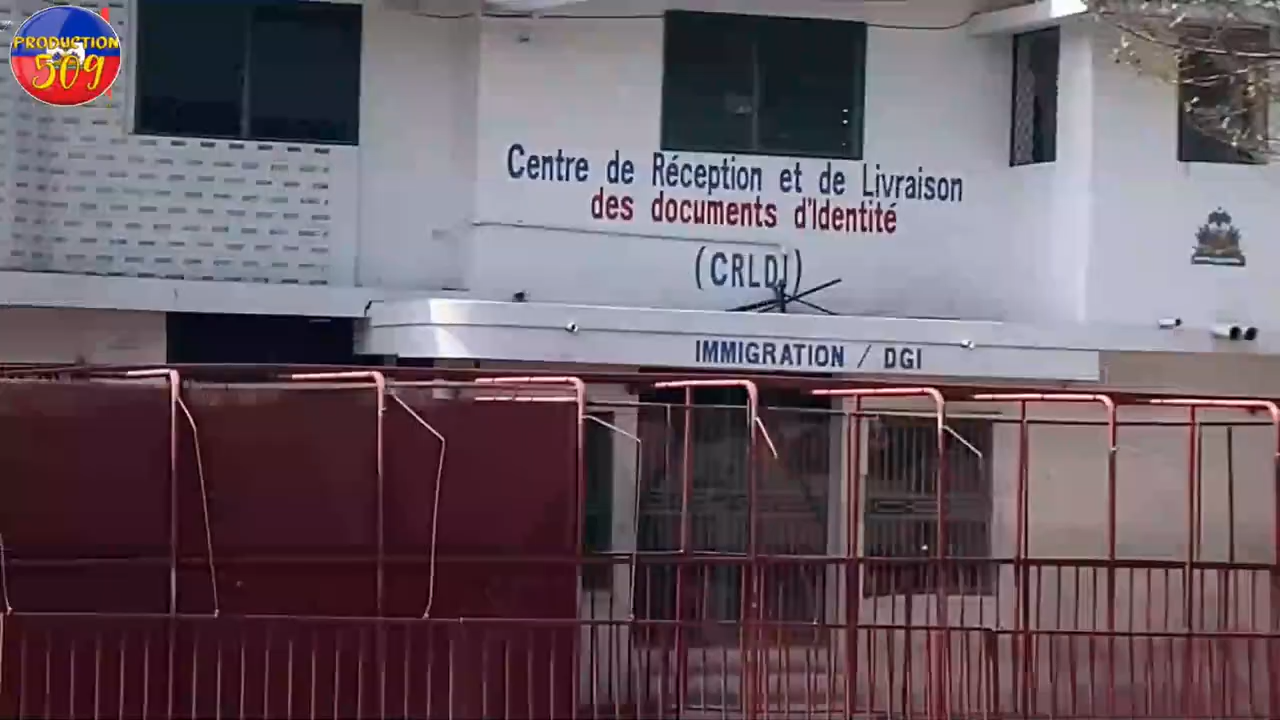 PRODUCTION
509
Centre de Réception et de Livraison
des documents d'Identité
(CRLDI)
IMMIGRATION / DGI